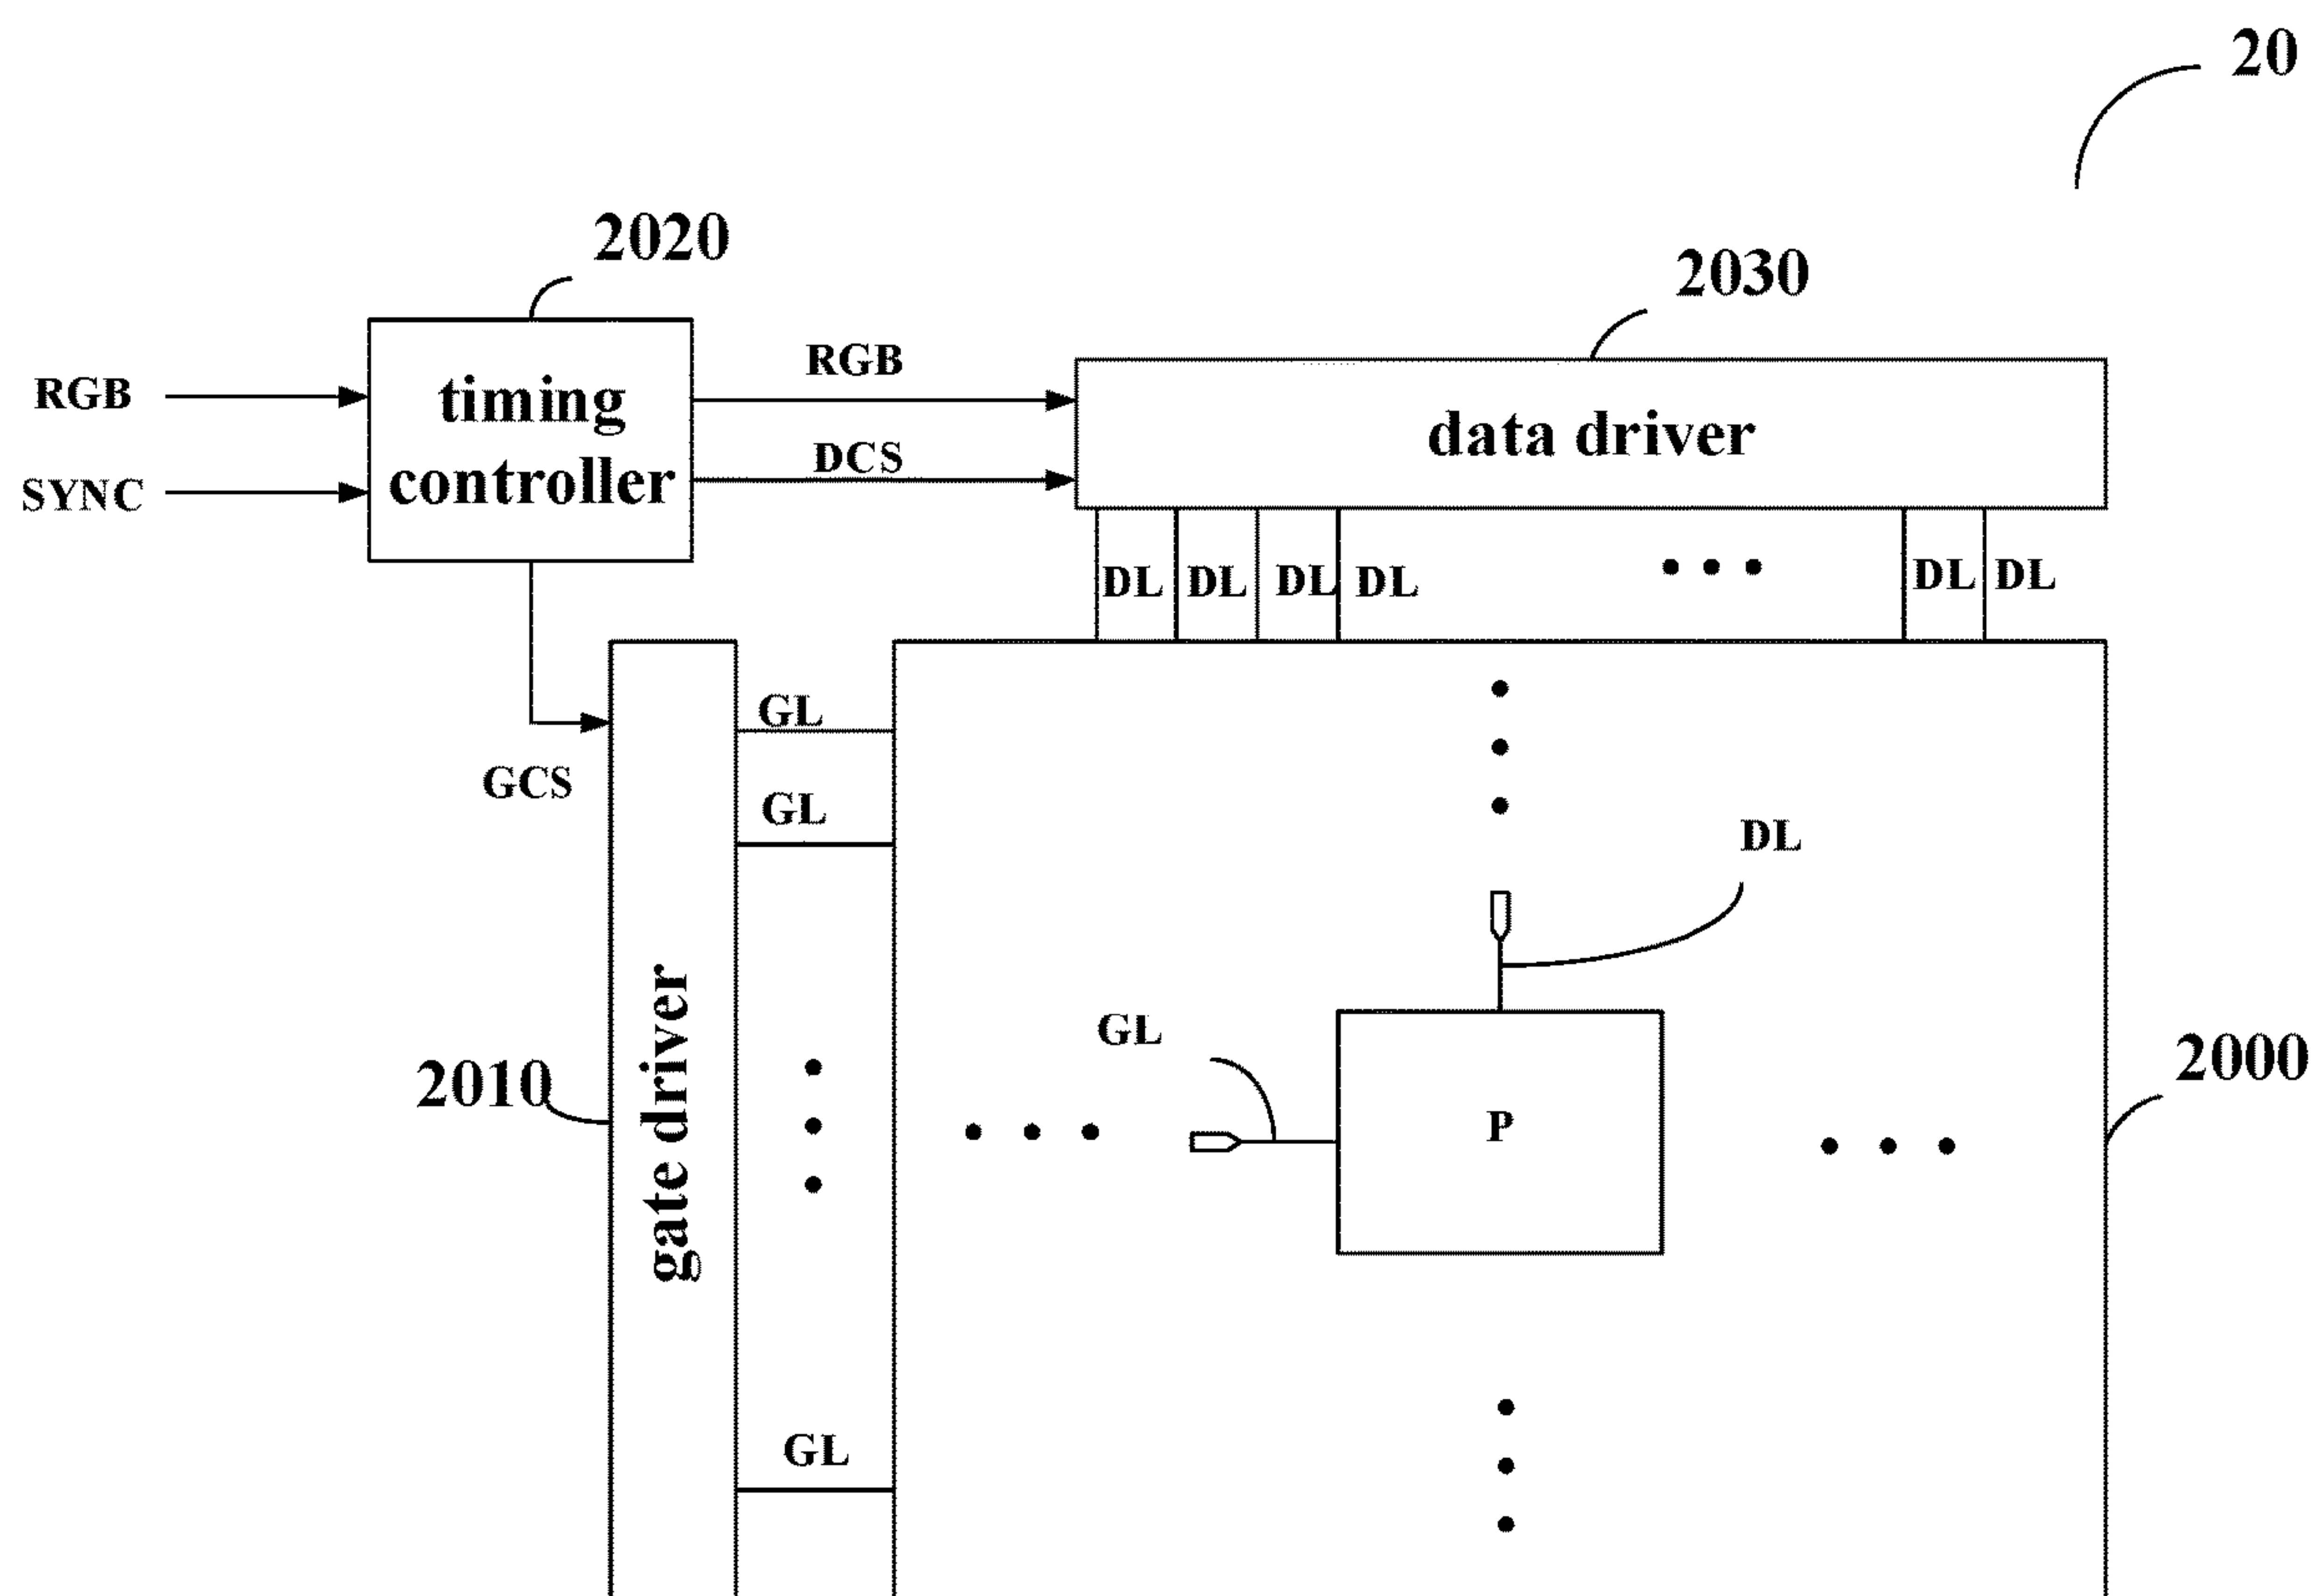 20
2020
2030
RGB
RGB
timing
controller
data driver
DCS
SYNC
DL DL DL DL DL DL
GL
GCS
GL
DL
GL
2010
gate driver
P
2000
GL